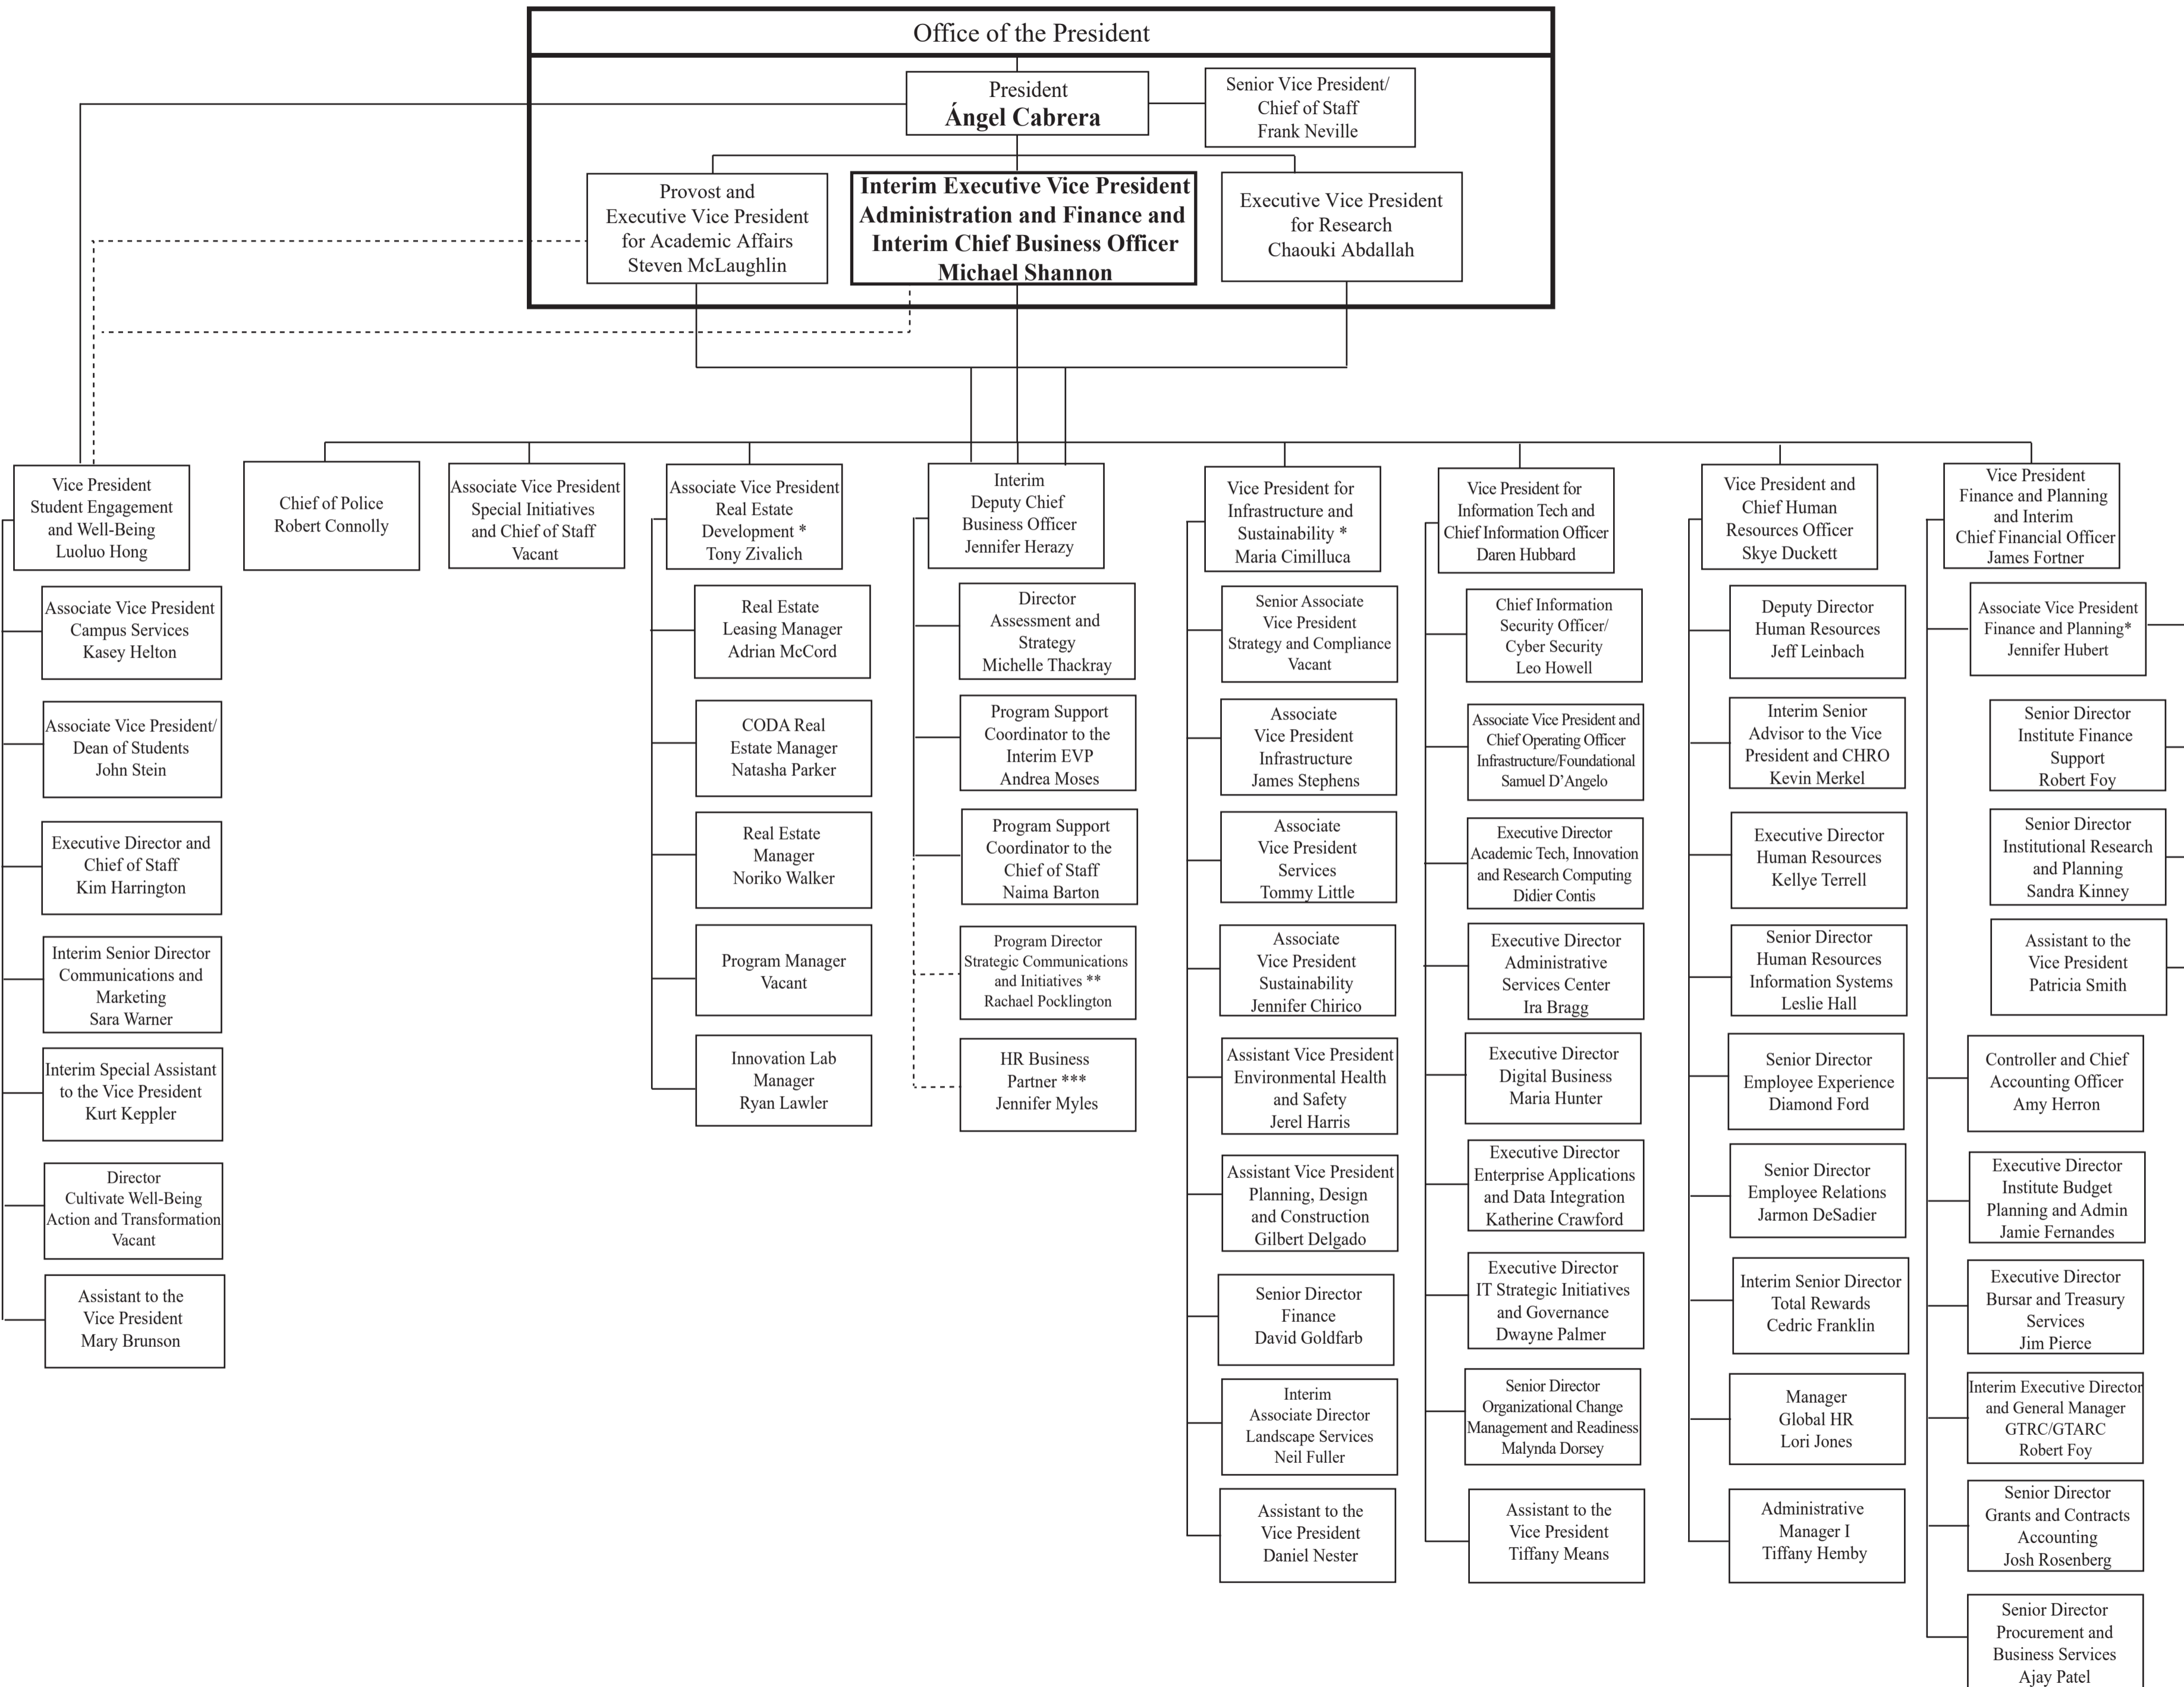 Office of the President
President
Ángel Cabrera
Senior Vice President/
Chief of Staff
Frank Neville
Provost and
Executive Vice President
for Academic Affairs
Steven McLaughlin
Interim Executive Vice President
Administration and Finance and
Interim Chief Business Officer
Michael Shannon
Executive Vice President
for Research
Chaouki Abdallah
Vice President
Student Engagement
and Well-Being
Luoluo Hong
Associate Vice President
Campus Services
Kasey Helton
Associate Vice President/
Dean of Students
John Stein
Executive Director and
Chief of Staff
Kim Harrington
Interim Senior Director
Communications and
Marketing
Sara Warner
Interim Special Assistant
to the Vice President
Kurt Keppler
Director
Cultivate Well-Being
Action and Transformation
Vacant
Assistant to the
Vice President
Mary Brunson
Chief of Police
Robert Connolly
Associate Vice President
Special Initiatives
and Chief of Staff
Vacant
Associate Vice President
Real Estate
Development *
Tony Zivalich
Real Estate
Leasing Manager
Adrian McCord
CODA Real
Estate Manager
Natasha Parker
Real Estate
Manager
Noriko Walker
Program Manager
Vacant
Innovation Lab
Manager
Ryan Lawler
Interim
Deputy Chief
Business Officer
Jennifer Herazy
Director
Assessment and
Strategy
Michelle Thackray
Program Support
Coordinator to the
Interim EVP
Andrea Moses
Program Support
Coordinator to the
Chief of Staff
Naima Barton
Program Director
Strategic Communications
and Initiatives **
Rachael Pocklington
HR Business
Partner ***
Jennifer Myles
Vice President for
Infrastructure and
Sustainability *
Maria Cimilluca
Senior Associate
Vice President
Strategy and Compliance
Vacant
Associate
Vice President
Infrastructure
James Stephens
Associate
Vice President
Services
Tommy Little
Associate
Vice President
Sustainability
Jennifer Chirico
Assistant Vice President
Environmental Health
and Safety
Jerel Harris
Assistant Vice President
Planning, Design
and Construction
Gilbert Delgado
Senior Director
Finance
David Goldfarb
Interim
Associate Director
Landscape Services
Neil Fuller
Assistant to the
Vice President
Daniel Nester
Vice President for
Information Tech and
Chief Information Officer
Daren Hubbard
Chief Information
Security Officer/
Cyber Security
Leo Howell
Associate Vice President and
Chief Operating Officer
Infrastructure/Foundational
Samuel D’Angelo
Executive Director
Academic Tech, Innovation
and Research Computing
Didier Contis
Executive Director
Administrative
Services Center
Ira Bragg
Executive Director
Digital Business
Maria Hunter
Executive Director
Enterprise Applications
and Data Integration
Katherine Crawford
Executive Director
IT Strategic Initiatives
and Governance
Dwayne Palmer
Senior Director
Organizational Change
Management and Readiness
Malynda Dorsey
Assistant to the
Vice President
Tiffany Means
Vice President and
Chief Human
Resources Officer
Skye Duckett
Deputy Director
Human Resources
Jeff Leinbach
Interim Senior
Advisor to the Vice
President and CHRO
Kevin Merkel
Executive Director
Human Resources
Kellye Terrell
Senior Director
Human Resources
Information Systems
Leslie Hall
Senior Director
Employee Experience
Diamond Ford
Senior Director
Employee Relations
Jarmon DeSadier
Interim Senior Director
Total Rewards
Cedric Franklin
Manager
Global HR
Lori Jones
Administrative
Manager I
Tiffany Hemby
Vice President
Finance and Planning
and Interim
Chief Financial Officer
James Fortner
Associate Vice President
Finance and Planning*
Jennifer Hubert
Senior Director
Institute Finance
Support
Robert Foy
Senior Director
Institutional Research
and Planning
Sandra Kinney
Assistant to the
Vice President
Patricia Smith
Controller and Chief
Accounting Officer
Amy Herron
Executive Director
Institute Budget
Planning and Admin
Jamie Fernandes
Executive Director
Bursar and Treasury
Services
Jim Pierce
Interim Executive Director
and General Manager
GTRC/GTARC
Robert Foy
Senior Director
Grants and Contracts
Accounting
Josh Rosenberg
Senior Director
Procurement and
Business Services
Ajay Patel